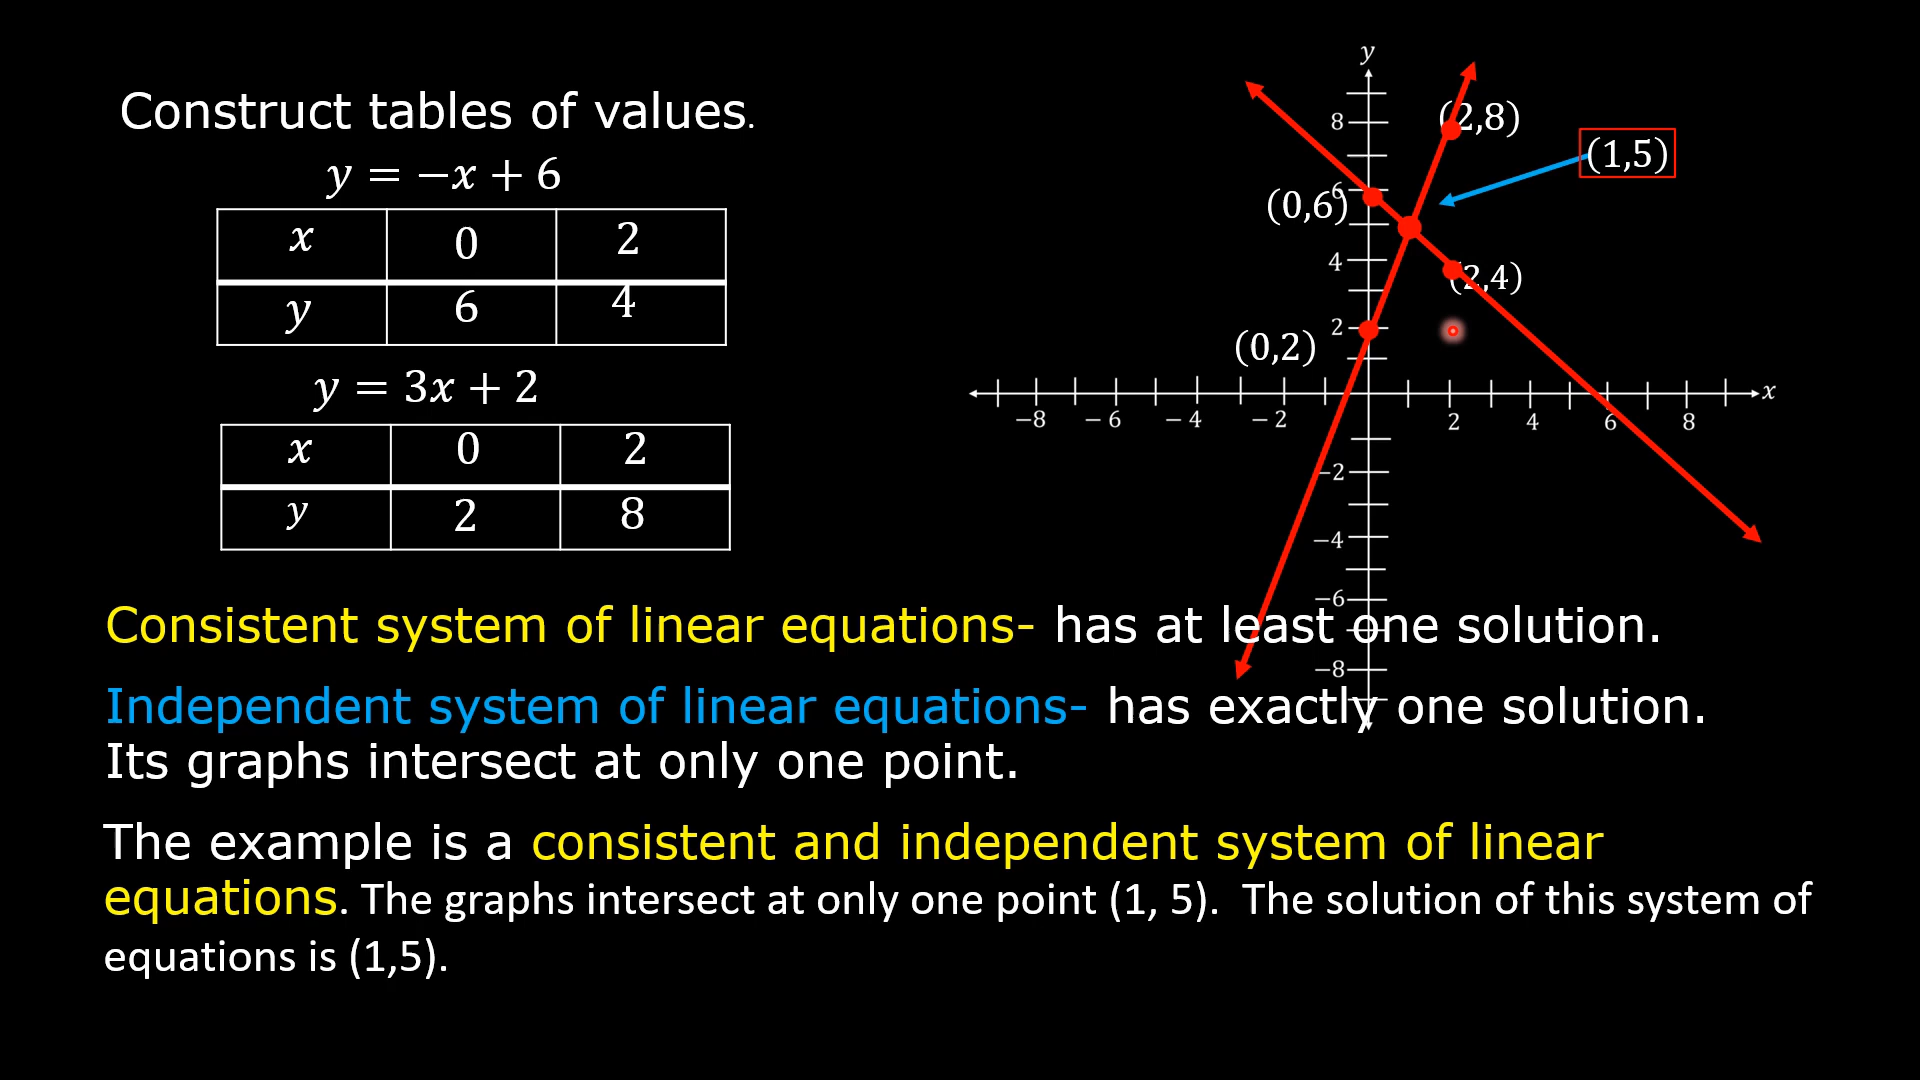 Construct tables of values.
y = −x + 6
x 0 2
y 6 4
y = 3x + 2
x 0 2
y 2 8
y
8
6
4
2
−2
−4
−6
−8
−8 −6 −4 −2 2 4 6 8 x
(2,8)
(1,5)
(0,6)
(2,4)
(0,2)
Consistent system of linear equations- has at least one solution.
Independent system of linear equations- has exactly one solution.
Its graphs intersect at only one point.
The example is a consistent and independent system of linear
equations. The graphs intersect at only one point (1, 5). The solution of this system of
equations is (1,5).